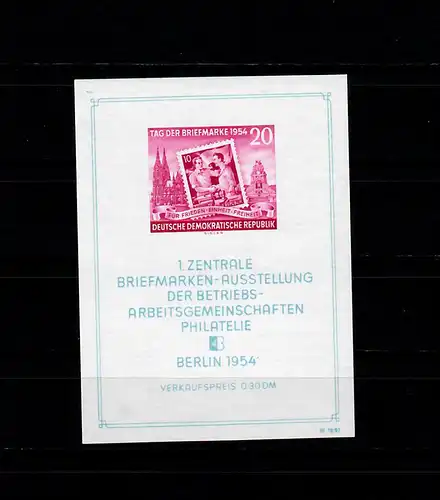 TAG DER BRIEFMARKE 1954 20
10
FÜR FRIEDEN · EINHEIT · FREIHEIT
DEUTSCHE DEMOKRATISCHE REPUBLIK
1. ZENTRALE
BRIEFMARKEN-AUSSTELLUNG
DER BETRIEBS-
ARBEITSGEMEINSCHAFTEN
PHILATELIE
BERLIN 1954
VERKAUFSPREIS 0.30 DM